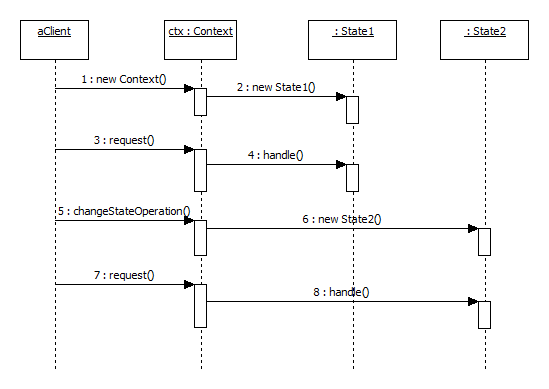 aClient
ctx : Context
: State1
: State2
1 : new Context()
2 : new State1()
3 : request()
4 : handle()
5 : changeStateOperation()
6 : new State2()
7 : request()
8 : handle()